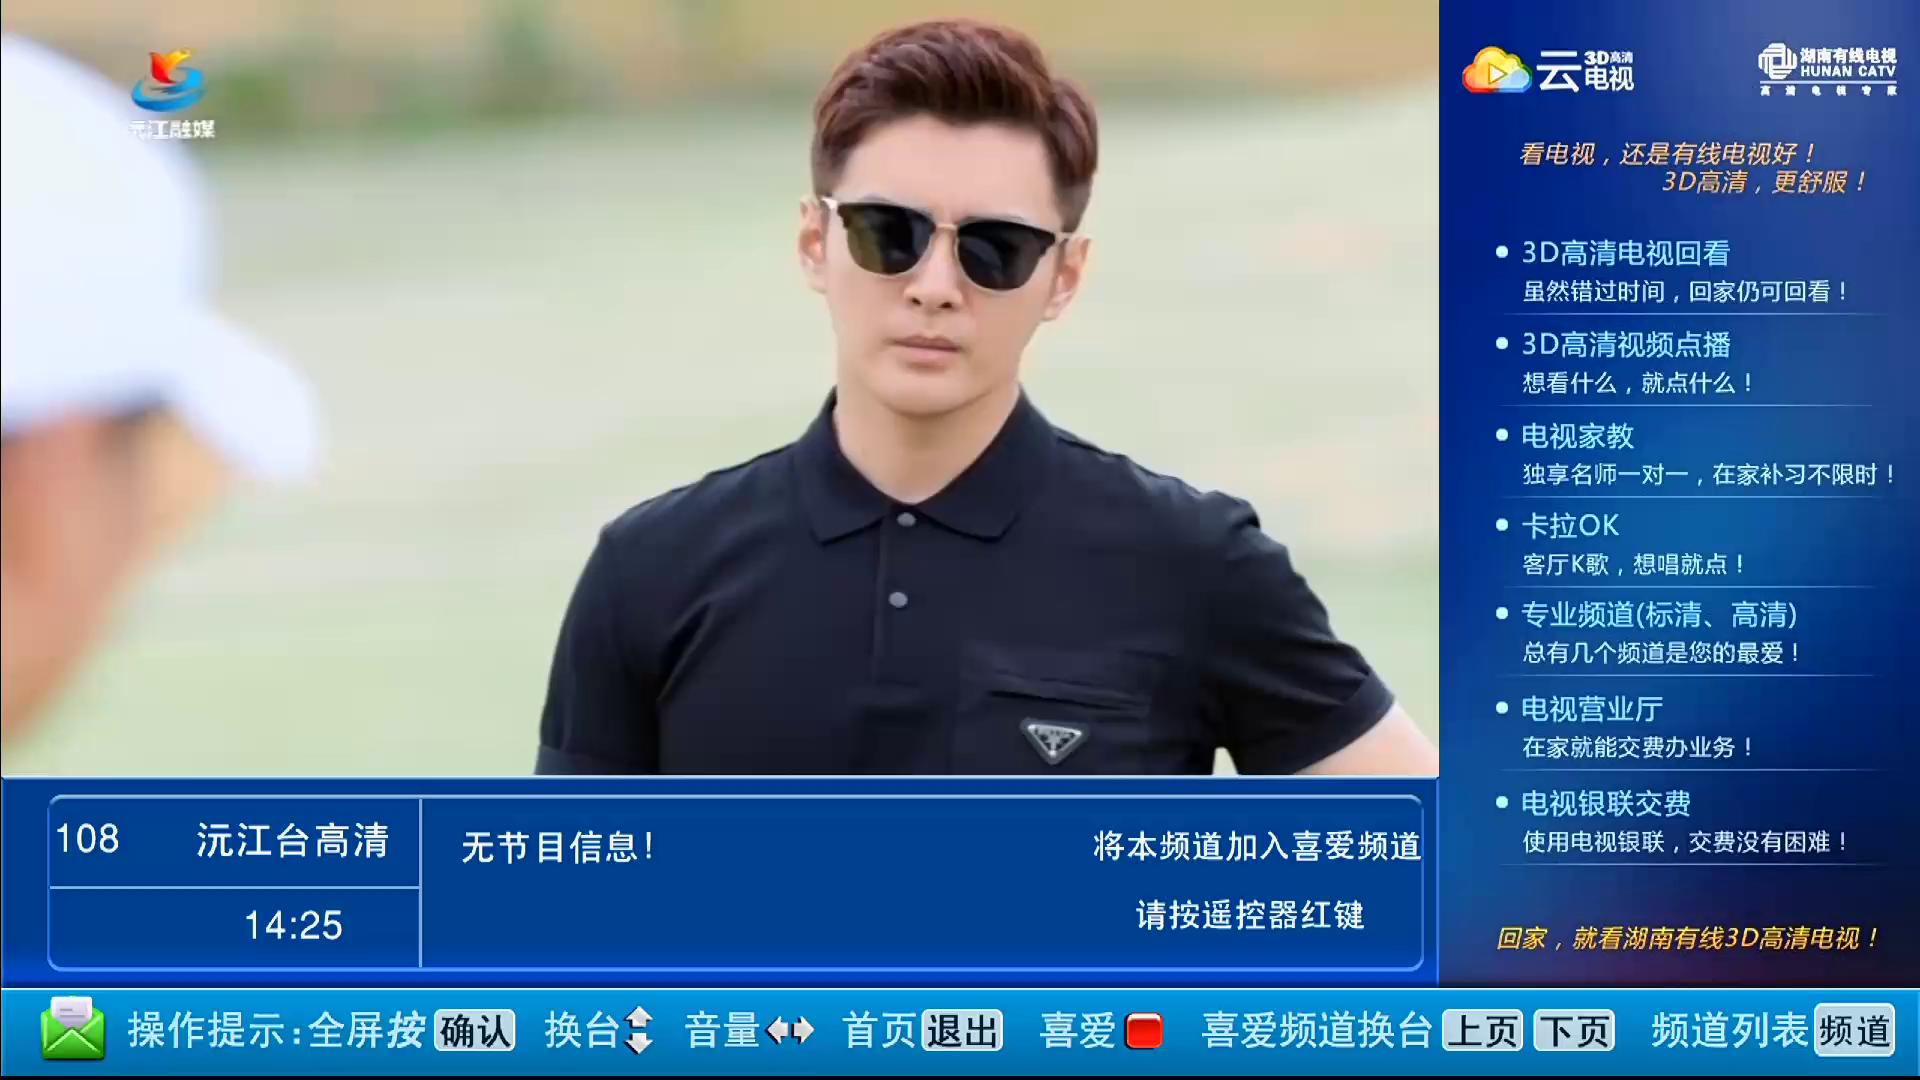 沅江融媒
云3D高清电视
湖南有线电视
HUNAN CATV
高清电视专家
看电视，还是有线电视好！
3D高清，更舒服！
3D高清电视回看
虽然错过时间，回家仍可回看！
3D高清视频点播
想看什么，就点什么！
电视家教
独享名师一对一，在家补习不限时！
卡拉OK
客厅K歌，想唱就点！
专业频道(标清、高清)
总有几个频道是您的最爱！
电视营业厅
在家就能交费办业务！
电视银联交费
使用电视银联，交费没有困难！
回家，就看湖南有线3D高清电视！
108 沅江台高清
14:25
无节目信息！
将本频道加入喜爱频道
请按遥控器红键
操作提示:全屏按 确认 换台 音量 首页 退出 喜爱 喜爱频道换台 上页 下页 频道列表 频道